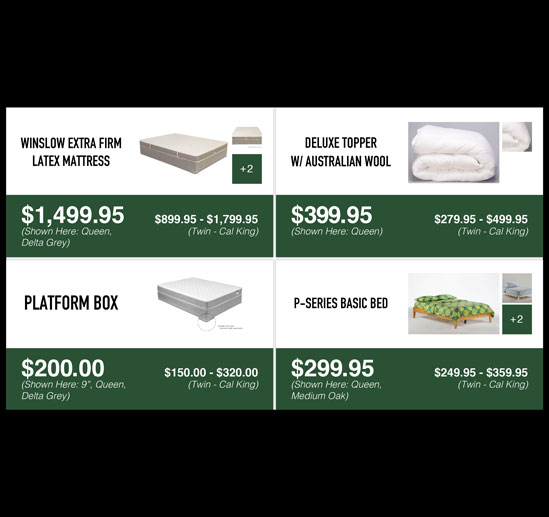 WINSLOW EXTRA FIRM
LATEX MATTRESS
+2
$1,499.95
(Shown Here: Queen,
Delta Grey)
$899.95 - $1,799.95
(Twin - Cal King)
DELUXE TOPPER
W/ AUSTRALIAN WOOL
$399.95
(Shown Here: Queen)
$279.95 - $499.95
(Twin - Cal King)
PLATFORM BOX
$200.00
(Shown Here: 9", Queen,
Delta Grey)
$150.00 - $320.00
(Twin - Cal King)
P-SERIES BASIC BED
+2
$299.95
(Shown Here: Queen,
Medium Oak)
$249.95 - $359.95
(Twin - Cal King)